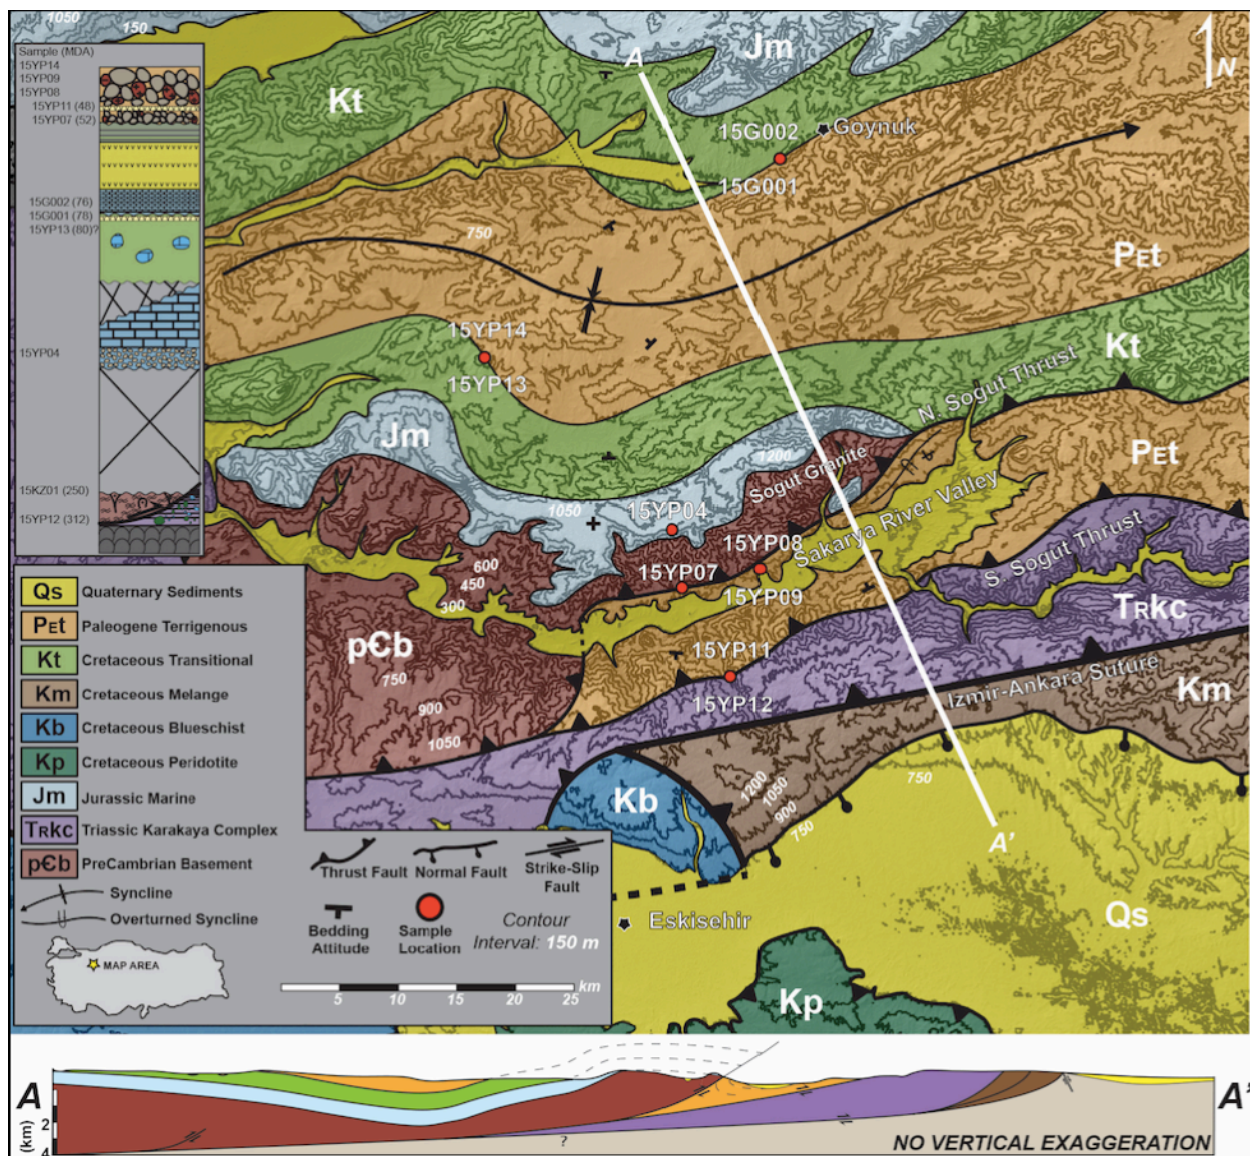 1050
150
Sample (MDA)
15YP14
15YP09
15YP08
15YP11 (48)
15YP07 (52)
15G002 (76)
15G001 (78)
15YP13 (80)?
15YP04
15KZ01 (250)
15YP12 (312)
Kt
A
Jm
N
15G002
Goynuk
15G001
750
PEt
15YP14
15YP13
Kt
N. Sogut Thrust
Jm
1200
Sogut Granite
PEt
1050
15YP04
Sakarya River Valley
15YP08
600
450
300
15YP07
15YP09
S. Sogut Thrust
TRkc
pЄb
750
900
1050
15YP11
15YP12
Izmir-Ankara Suture
Km
Kb
1200
1050
900
750
750
A'
Qs
Eskisehir
Kp
Qs Quaternary Sediments
PEt Paleogene Terrigenous
Kt Cretaceous Transitional
Km Cretaceous Melange
Kb Cretaceous Blueschist
Kp Cretaceous Peridotite
Jm Jurassic Marine
TRkc Triassic Karakaya Complex
pЄb PreCambrian Basement
Syncline
Overturned Syncline
MAP AREA
Thrust Fault
Normal Fault
Strike-Slip
Fault
Bedding
Attitude
Sample
Location
Contour
Interval: 150 m
5 10 15 20 25 km
A
A'
2
(km)
4
?
NO VERTICAL EXAGGERATION